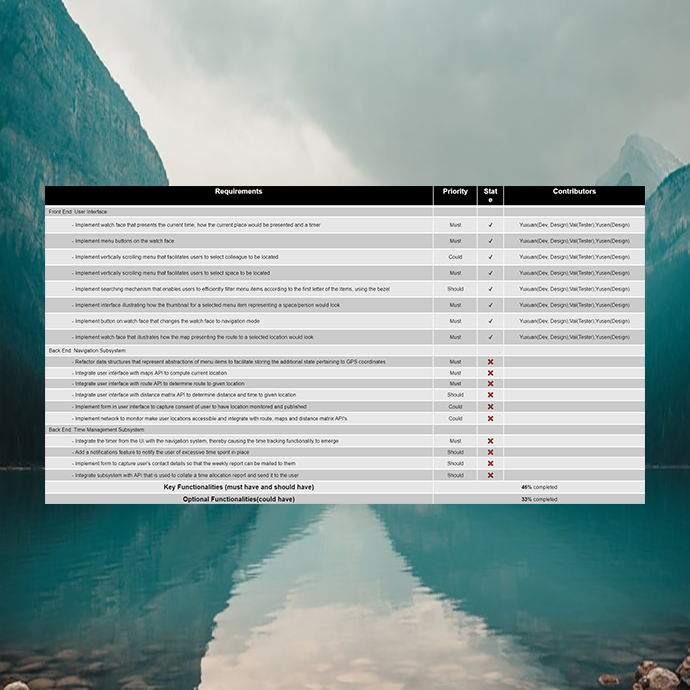 Requirements Priority State Contributors
Front End: User Interface:
- Implement watch face that presents the current time, how the current place would be presented and a timer Must ✓ Yuxuan(Dev, Design),Val(Tester),Yusen(Design)
- Implement menu buttons on the watch face Must ✓ Yuxuan(Dev, Design),Val(Tester),Yusen(Design)
- Implement vertically scrolling menu that facilitates users to select colleague to be located Could ✓ Yuxuan(Dev, Design),Val(Tester),Yusen(Design)
- Implement vertically scrolling menu that facilitates users to select space to be located Must ✓ Yuxuan(Dev, Design),Val(Tester),Yusen(Design)
- Implement searching mechanism that enables users to efficiently filter menu items according to the first letter of the items, using the bezel Should ✓ Yuxuan(Dev, Design),Val(Tester),Yusen(Design)
- Implement interface illustrating how the thumbnail for a selected menu item representing a space/person would look Must ✓ Yuxuan(Dev, Design),Val(Tester),Yusen(Design)
- Implement button on watch face that changes the watch face to navigation mode Must ✓ Yuxuan(Dev, Design),Val(Tester),Yusen(Design)
- Implement watch face that illustrates how the map presenting the route to a selected location would look Must ✓ Yuxuan(Dev, Design),Val(Tester),Yusen(Design)
Back End: Navigation Subsystem:
- Refactor data structures that represent abstractions of menu items to facilitate storing the additional state pertaining to GPS coordinates Must ✗
- Integrate user interface with maps API to compute current location Must ✗
- Integrate user interface with route API to determine route to given location Must ✗
- Integrate user interface with distance matrix API to determine distance and time to given location Should ✗
- Implement form in user interface to capture consent of user to have location monitored and published Could ✗
- Implement network to monitor make user locations accessible and integrate with route, maps and distance matrix API's Could ✗
Back End: Time Management Subsystem:
- Integrate the timer from the UI with the navigation system, thereby causing the time tracking functionality to emerge Must ✗
- Add a notifications feature to notify the user of excessive time spent in place Should ✗
- Implement form to capture user's contact details so that the weekly report can be mailed to them Should ✗
- Integrate subsystem with API that is used to collate a time allocation report and send it to the user Should ✗
Key Functionalities (must have and should have) 46% completed
Optional Functionalities(could have) 33% completed